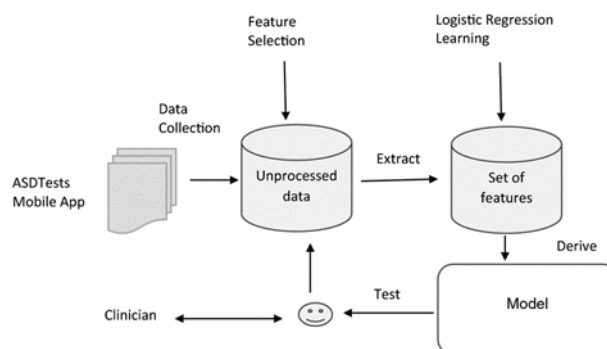 Feature
Selection
Logistic Regression
Learning
Data
Collection
ASDTests
Mobile App
Unprocessed
data
Extract
Set of
features
Derive
Model
Test
Clinician